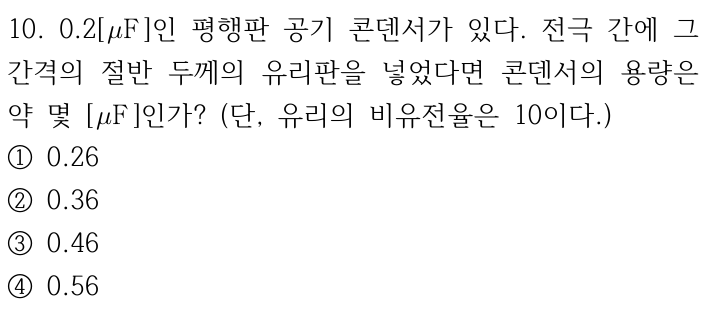 10. 0.2[μF]인 평행판 공기 콘덴서가 있다. 전극 간에 그
간격의 절반 두께의 유리판을 넣었다면 콘덴서의 용량은
약 몇 [μF]인가? (단, 유리의 비유전율은 10이다.)
① 0.26
② 0.36
③ 0.46
④ 0.56